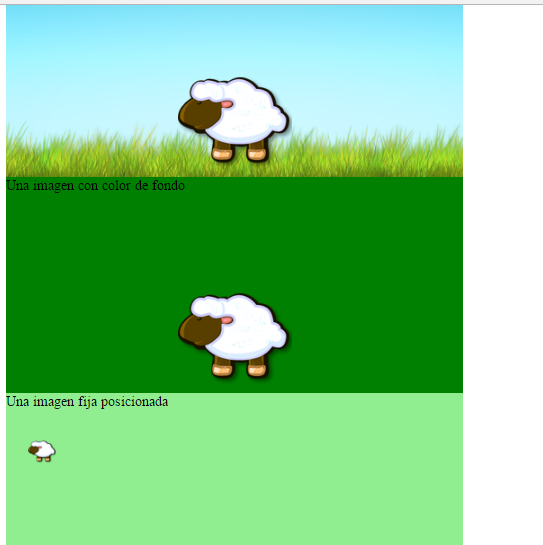 Una imagen con color de fondo
Una imagen fija posicionada